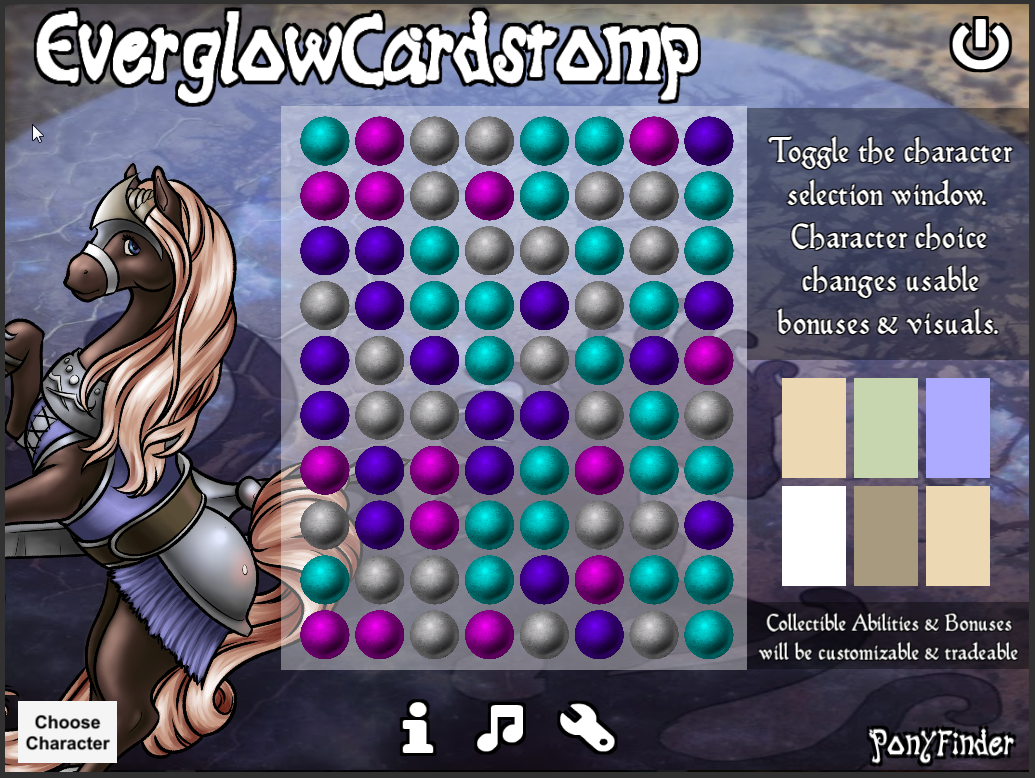 EverglowCardstomp
Toggle the character
selection window.
Character choice
changes usable
bonuses & visuals.
Collectible Abilities & Bonuses
will be customizable & tradeable
Choose
Character
PonyFinder